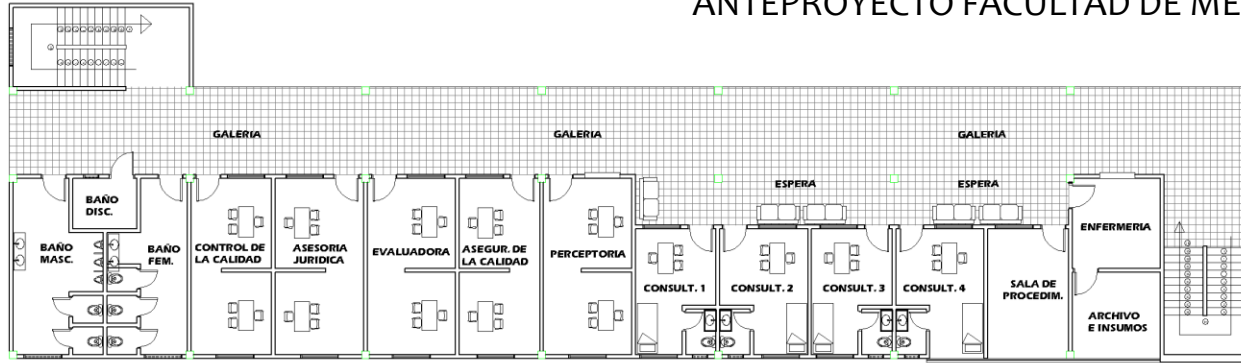 ANTEPROYECTO FACULTAD DE ME
GALERIA
GALERIA
GALERIA
ESPERA
ESPERA
BAÑO
DISC.
BAÑO
MASC.
BAÑO
FEM.
CONTROL DE
LA CALIDAD
ASESORIA
JURIDICA
EVALUADORA
ASEGUR. DE
LA CALIDAD
PERCEPTORIA
CONSULT. 1
CONSULT. 2
CONSULT. 3
CONSULT. 4
SALA DE
PROCEDIM.
ENFERMERIA
ARCHIVO
E INSUMOS